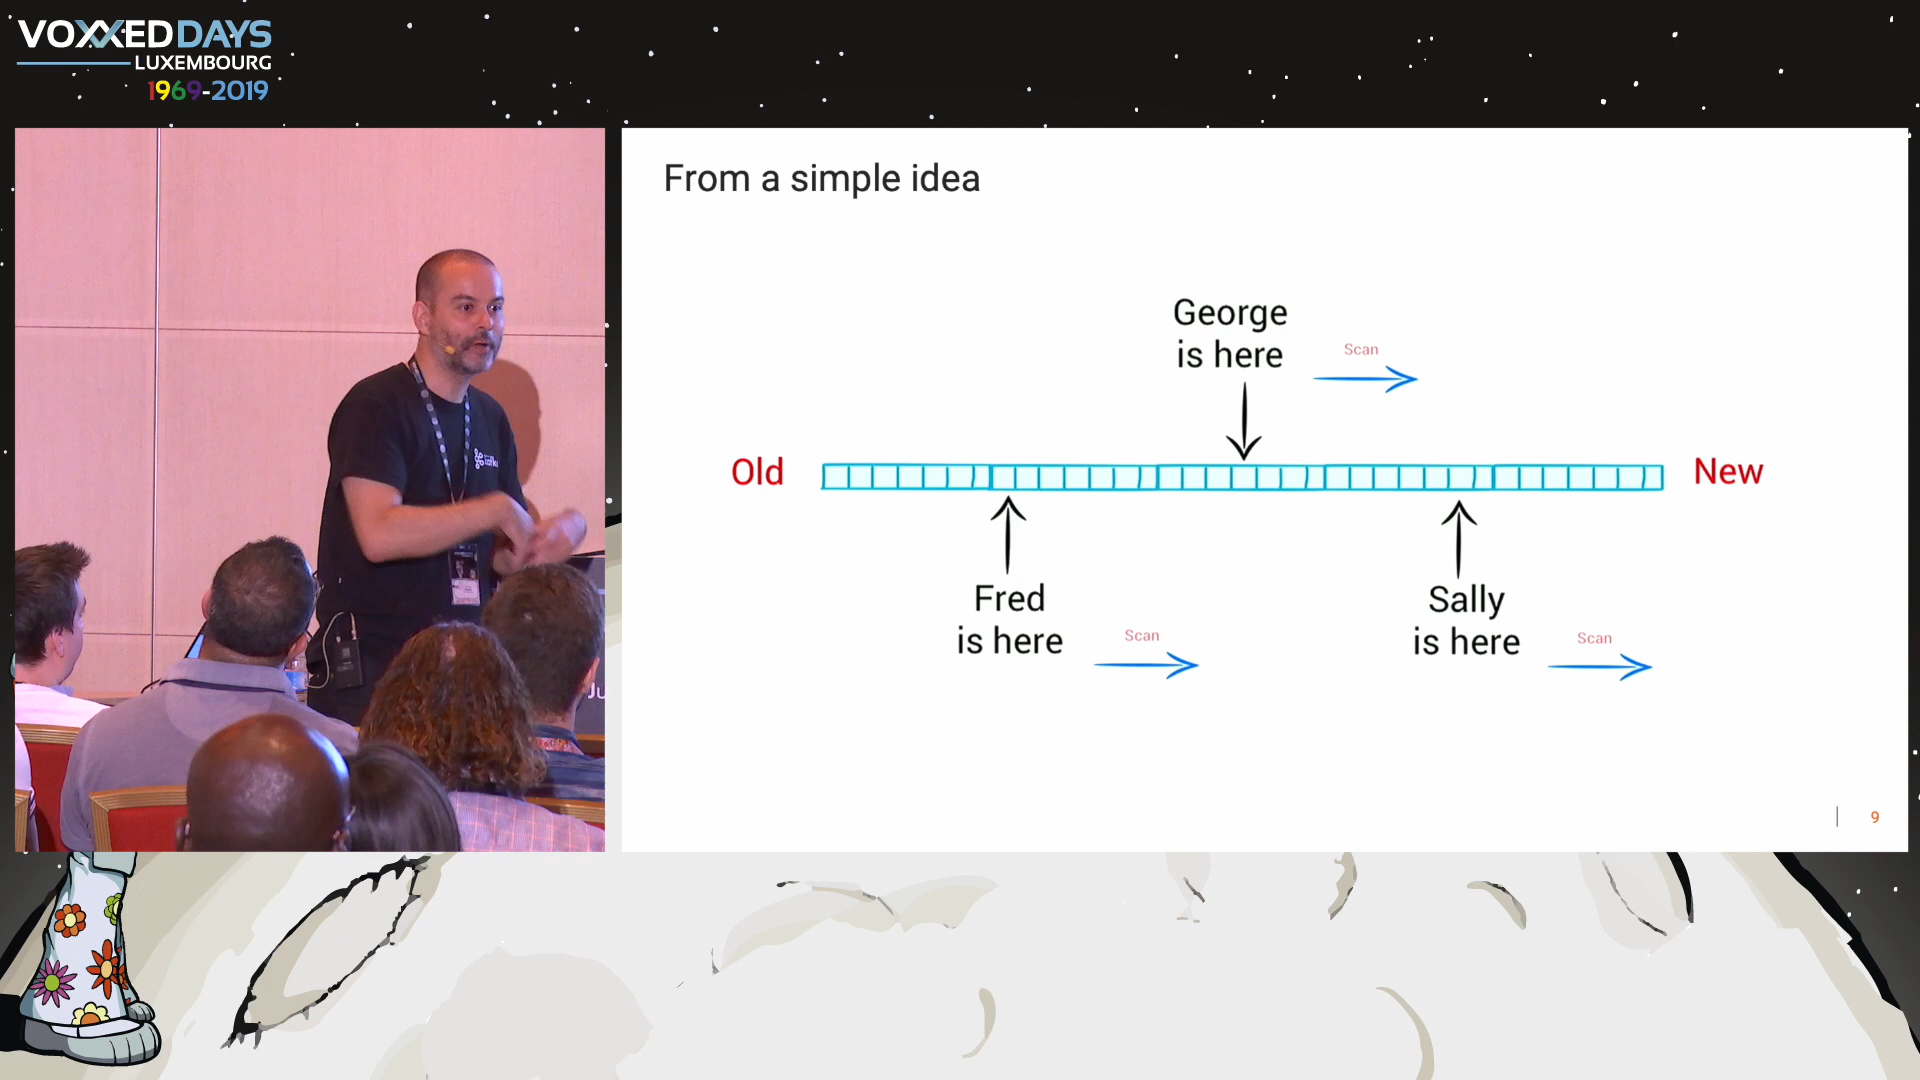 VOXXEDDAYS
LUXEMBOURG
1969-2019
From a simple idea
George
is here
Scan
Old
New
Fred
is here
Scan
Sally
is here
Scan
9